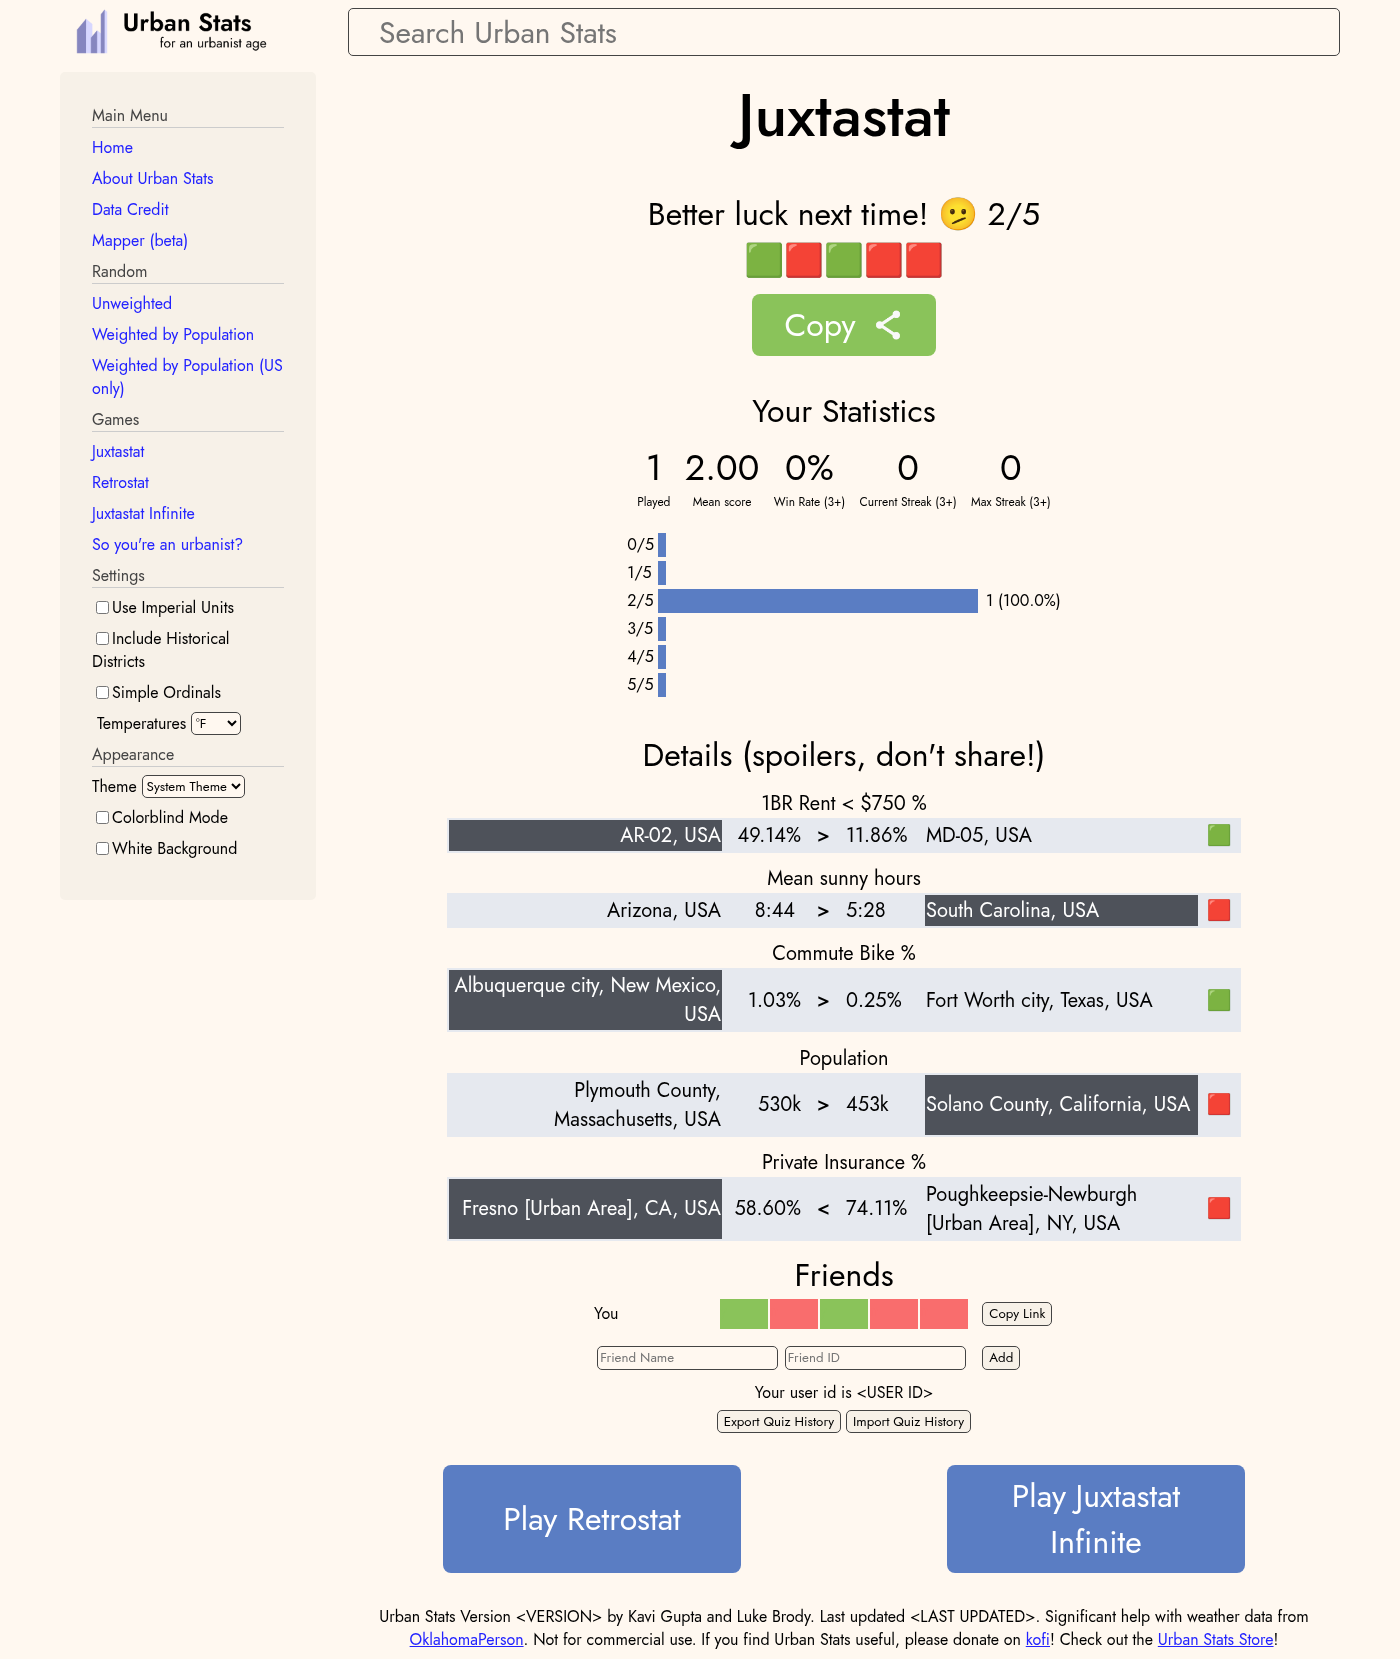 Urban Stats
for an urbanist age
Search Urban Stats
Main Menu
Home
About Urban Stats
Data Credit
Mapper (beta)
Random
Unweighted
Weighted by Population
Weighted by Population (US
only)
Games
Juxtastat
Retrostat
Juxtastat Infinite
So you're an urbanist?
Settings
Use Imperial Units
Include Historical
Districts
Simple Ordinals
Temperatures °F
Appearance
Theme System Theme
Colorblind Mode
White Background
Juxtastat
Better luck next time! 🫤 2/5
🟩🟥🟩🟥🟥
Copy
Your Statistics
1 2.00 0% 0 0
Played Mean score Win Rate (3+) Current Streak (3+) Max Streak (3+)
0/5
1/5
2/5 1 (100.0%)
3/5
4/5
5/5
Details (spoilers, don't share!)
1BR Rent < $750 %
AR-02, USA 49.14% > 11.86% MD-05, USA 🟩
Mean sunny hours
Arizona, USA 8:44 > 5:28 South Carolina, USA 🟥
Commute Bike %
Albuquerque city, New Mexico,
USA 1.03% > 0.25% Fort Worth city, Texas, USA 🟩
Population
Plymouth County,
Massachusetts, USA 530k > 453k Solano County, California, USA 🟥
Private Insurance %
Fresno [Urban Area], CA, USA 58.60% < 74.11% Poughkeepsie-Newburgh
[Urban Area], NY, USA 🟥
Friends
You Copy Link
Friend Name Friend ID Add
Your user id is <USER ID>
Export Quiz History Import Quiz History
Play Retrostat
Play Juxtastat
Infinite
Urban Stats Version <VERSION> by Kavi Gupta and Luke Brody. Last updated <LAST UPDATED>. Significant help with weather data from
OklahomaPerson. Not for commercial use. If you find Urban Stats useful, please donate on kofi! Check out the Urban Stats Store!